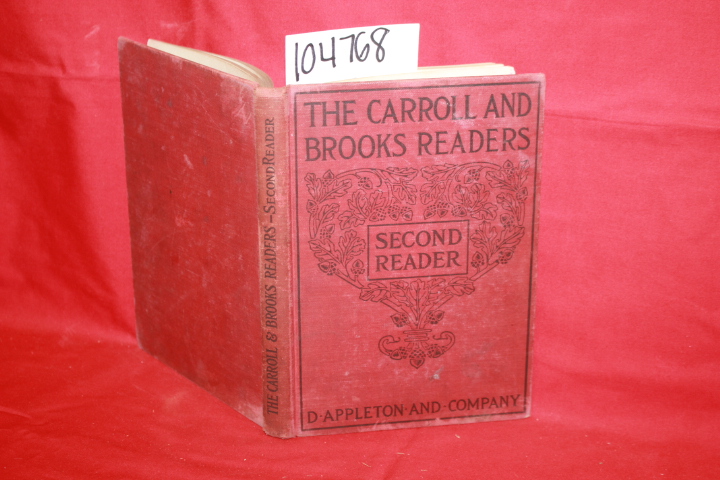 104768
THE CARROLL AND
BROOKS READERS
SECOND
READER
D·APPLETON·AND·COMPANY
THE CARROLL & BROOKS READERS–SECOND READER